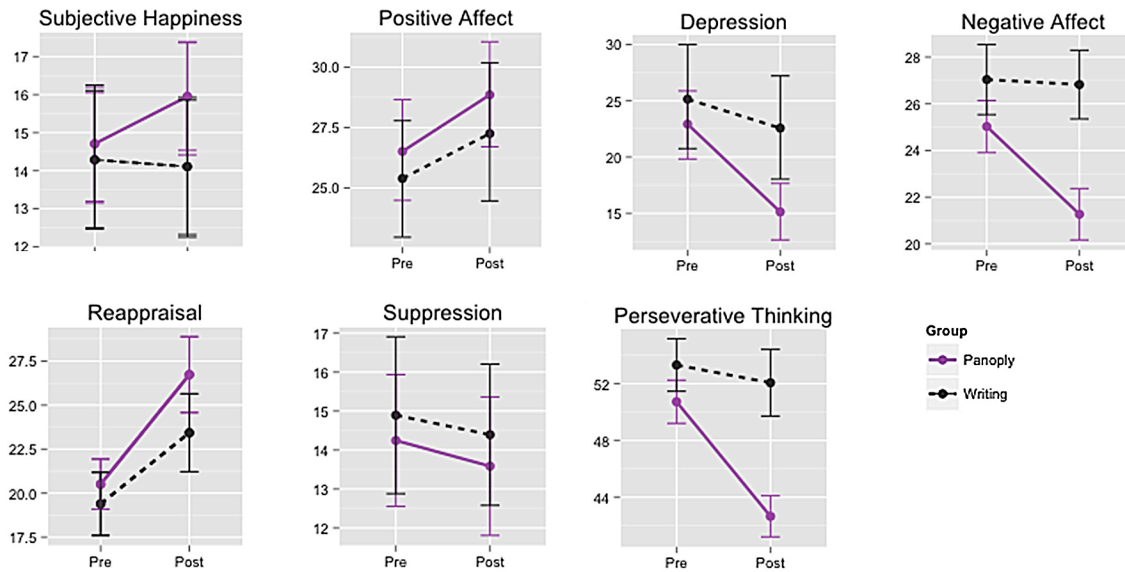 Subjective Happiness
17
16
15
14
13
12
Positive Affect
30.0
27.5
25.0
Pre Post
Depression
30
25
20
15
Pre Post
Negative Affect
28
26
24
22
20
Pre Post
Reappraisal
27.5
25.0
22.5
20.0
17.5
Pre Post
Suppression
17
16
15
14
13
12
Pre Post
Perseverative Thinking
52
48
44
Pre Post
Group
Panoply
Writing